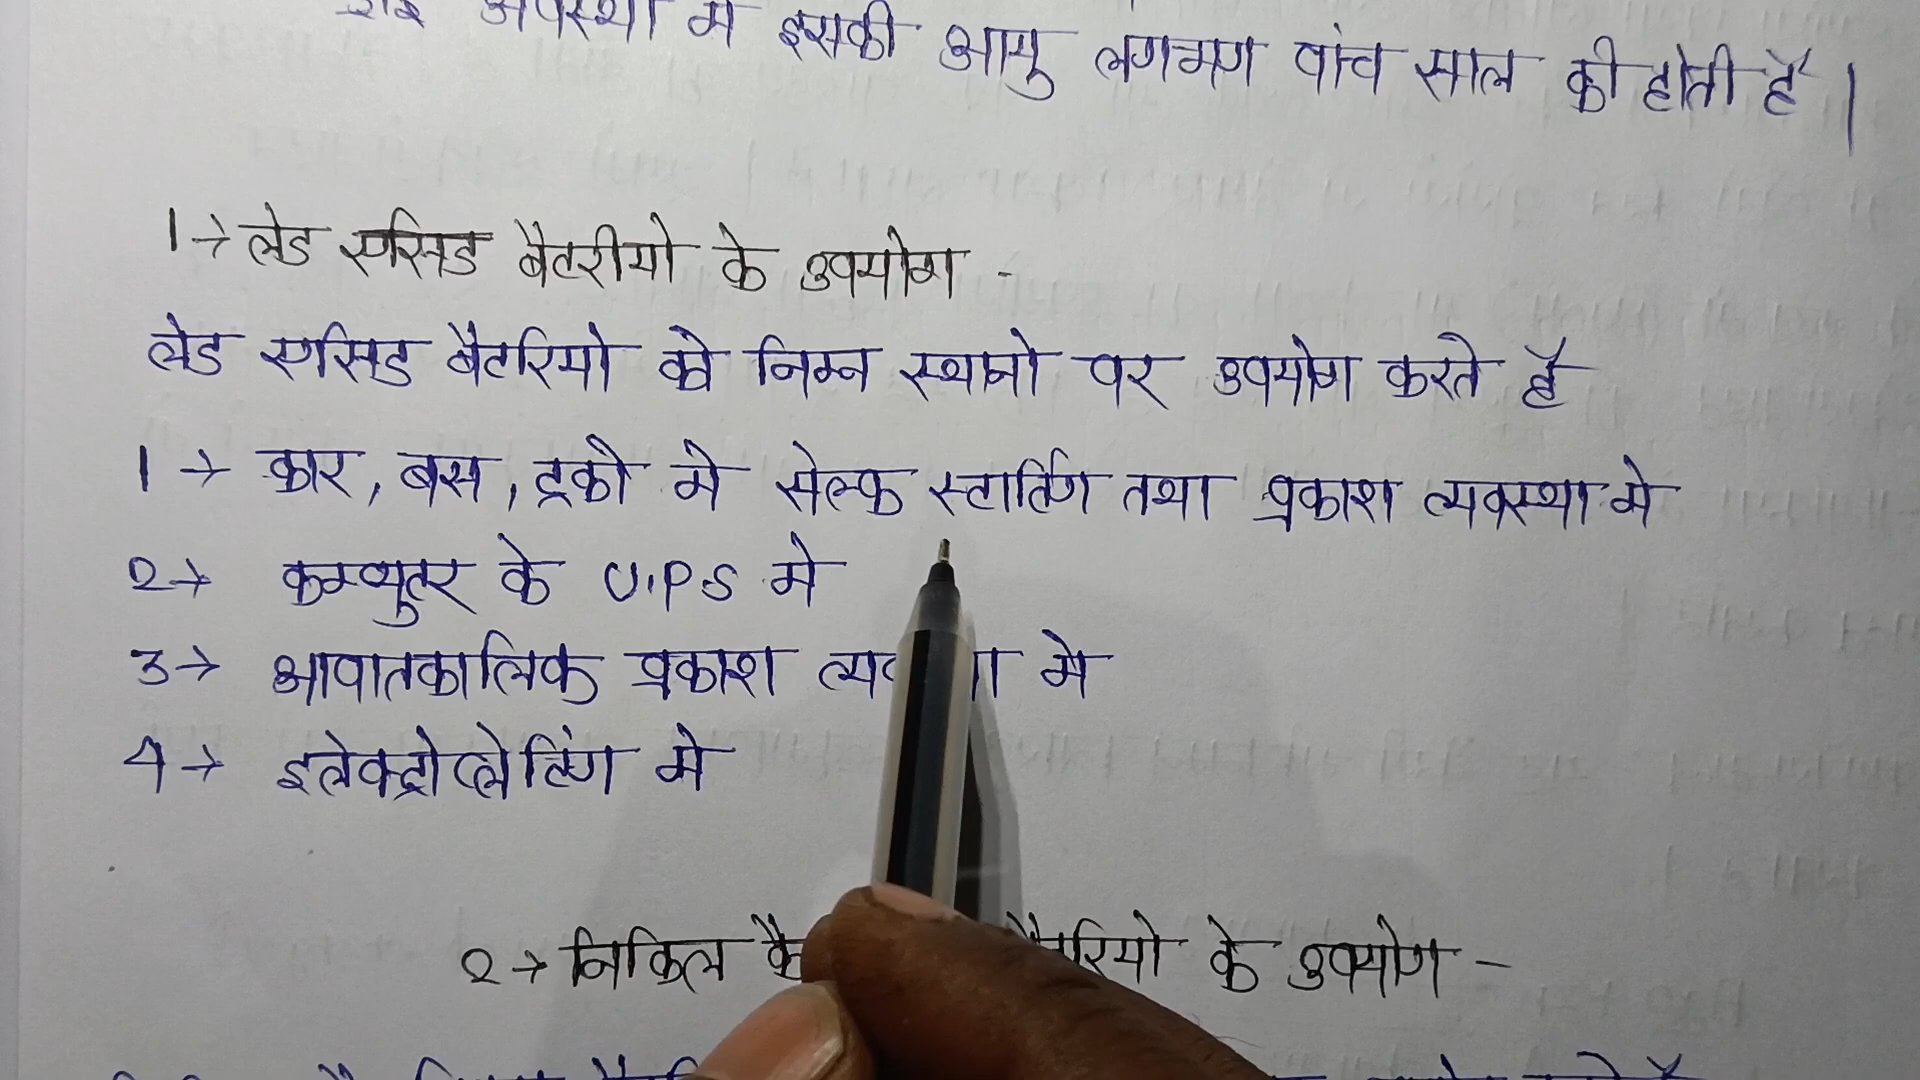 अवस्था में इसकी आयु लगभग पांच साल की होती है।
1→ लेड एसिड बैटरीयो के उपयोग -
लेड एसिड बैटरियो को निम्न स्थानो पर उपयोग करते है
1 → कार, बस, ट्रको मे सेल्फ स्टार्टिंग तथा प्रकाश व्यवस्था मे
2→ कम्प्युटर के U.P.S मे
3→ आपातकालिक प्रकाश मे
4→ इलेक्ट्रोप्लेटिंग मे
2→ निकिल के उपयोग -